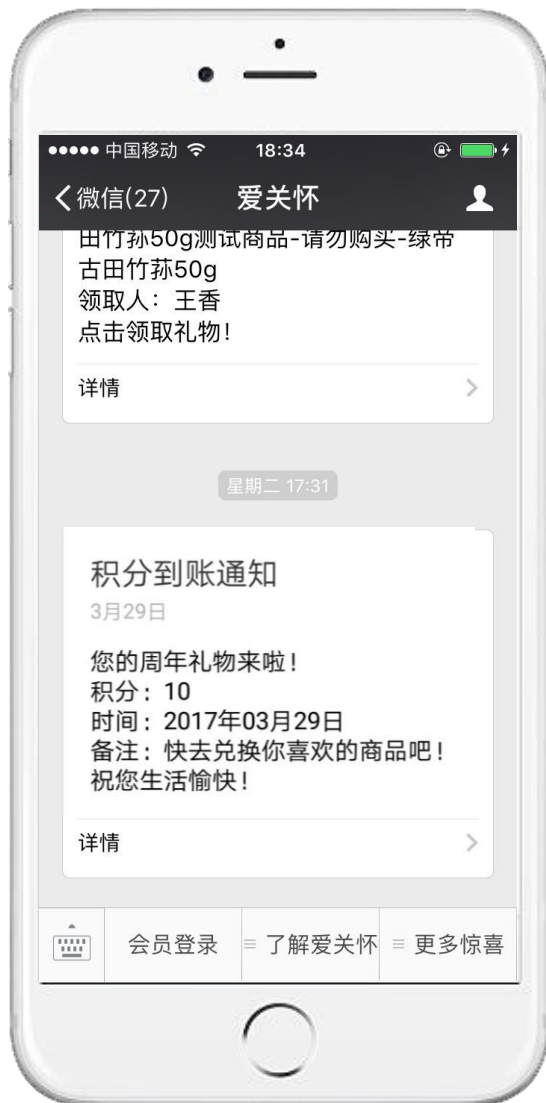 中国移动 18:34
微信(27) 爱关怀
田竹荪50g测试商品-请勿购买-绿帝
古田竹荪50g
领取人：王香
点击领取礼物！
详情
星期二 17:31
积分到账通知
3月29日
您的周年礼物来啦！
积分：10
时间：2017年03月29日
备注：快去兑换你喜欢的商品吧！
祝您生活愉快！
详情
会员登录 了解爱关怀 更多惊喜